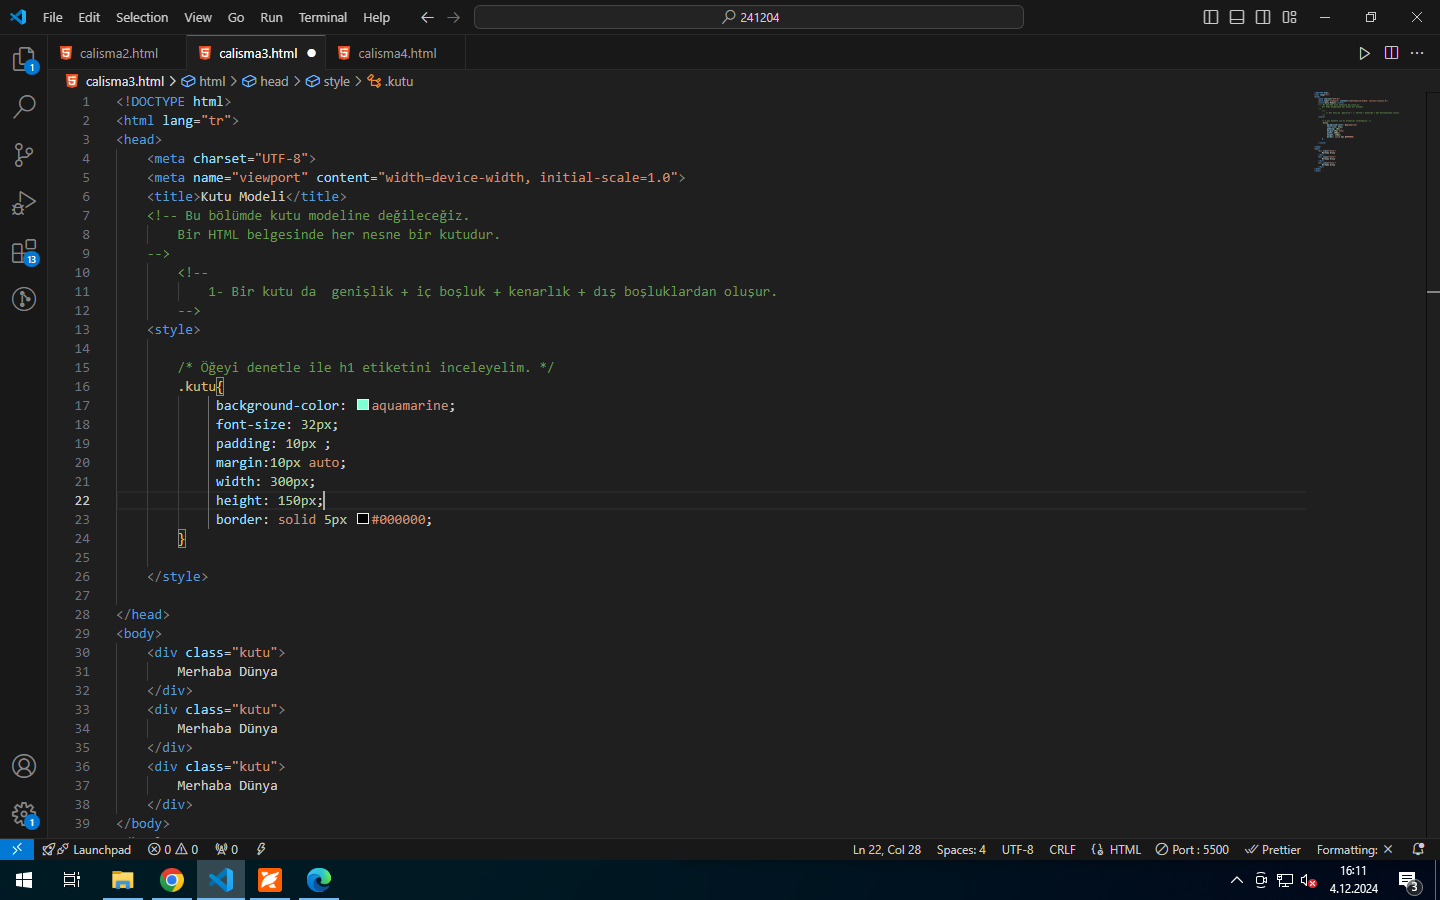 File Edit Selection View Go Run Terminal Help 241204
calisma2.html calisma3.html calisma4.html
calisma3.html > html > head > style > .kutu
1 <!DOCTYPE html>
2 <html lang="tr">
3 <head>
4 <meta charset="UTF-8">
5 <meta name="viewport" content="width=device-width, initial-scale=1.0">
6 <title>Kutu Modeli</title>
7 <!-- Bu bölümde kutu modeline değileceğiz.
8 Bir HTML belgesinde her nesne bir kutudur.
9 -->
10 <!--
11 1- Bir kutu da  genişlik + iç boşluk + kenarlık + dış boşluklardan oluşur.
12 -->
13 <style>
14
15 /* Öğeyi denetle ile h1 etiketini inceleyelim. */
16 .kutu{
17 background-color: aquamarine;
18 font-size: 32px;
19 padding: 10px ;
20 margin:10px auto;
21 width: 300px;
22 height: 150px;
23 border: solid 5px #000000;
24 }
25
26 </style>
27
28 </head>
29 <body>
30 <div class="kutu">
31 Merhaba Dünya
32 </div>
33 <div class="kutu">
34 Merhaba Dünya
35 </div>
36 <div class="kutu">
37 Merhaba Dünya
38 </div>
39 </body>
1
13
1
Launchpad 0 0 0 Ln 22, Col 28 Spaces: 4 UTF-8 CRLF HTML Port : 5500 Prettier Formatting: ×
16:11
4.12.2024
3